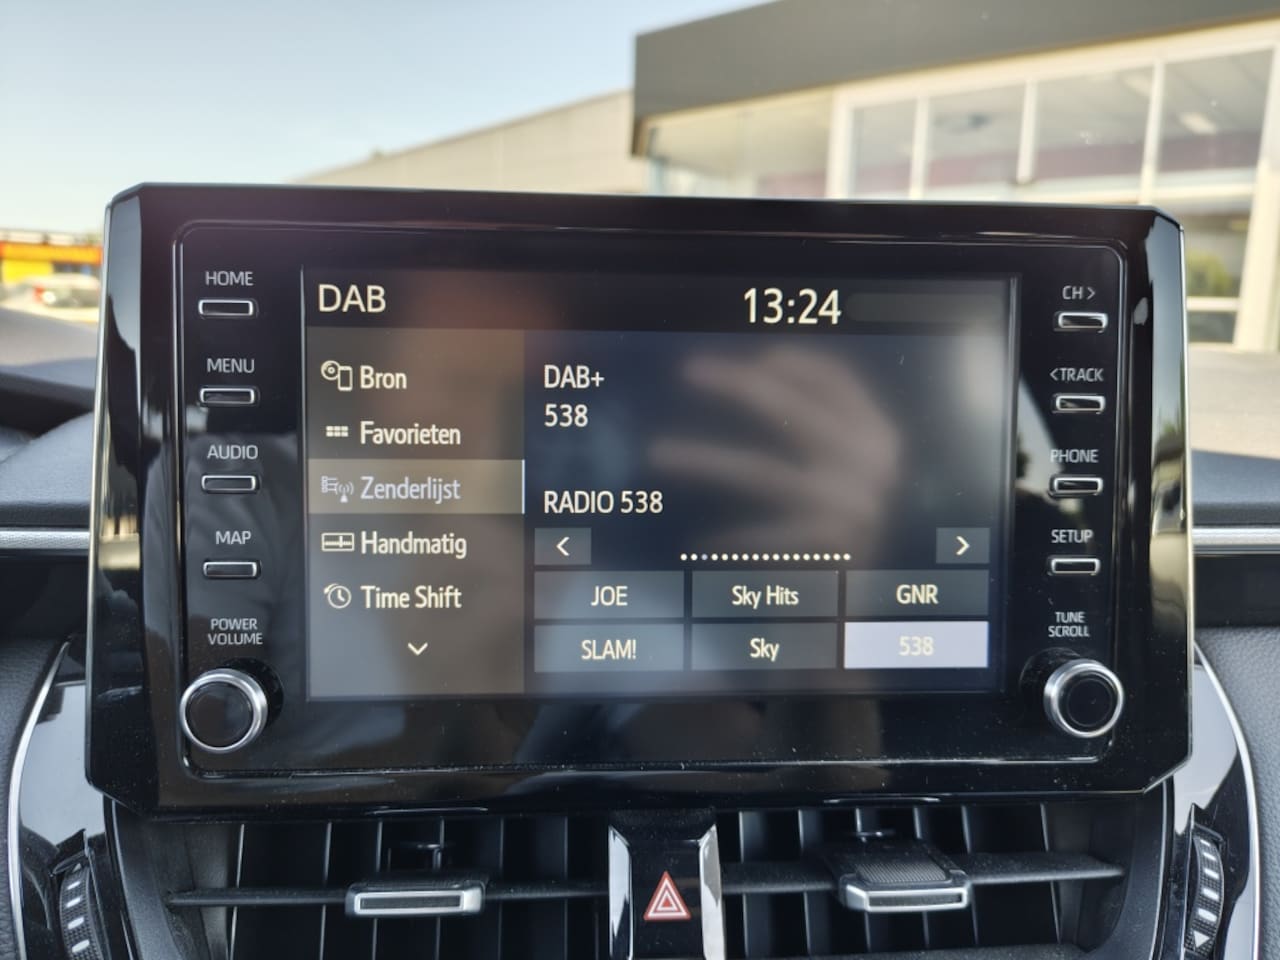 HOME
MENU
AUDIO
MAP
POWER
VOLUME
DAB
13:24
Bron
Favorieten
Zenderlijst
Handmatig
Time Shift
DAB+
538
RADIO 538
<
>
JOE
Sky Hits
GNR
SLAM!
Sky
538
CH >
<TRACK
PHONE
SETUP
TUNE
SCROLL